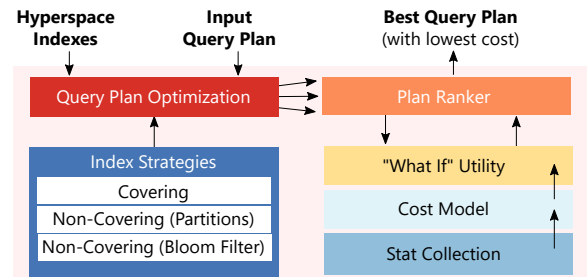 Hyperspace
Indexes
Input
Query Plan
Best Query Plan
(with lowest cost)
Query Plan Optimization
Plan Ranker
Index Strategies
Covering
Non-Covering (Partitions)
Non-Covering (Bloom Filter)
"What If" Utility
Cost Model
Stat Collection